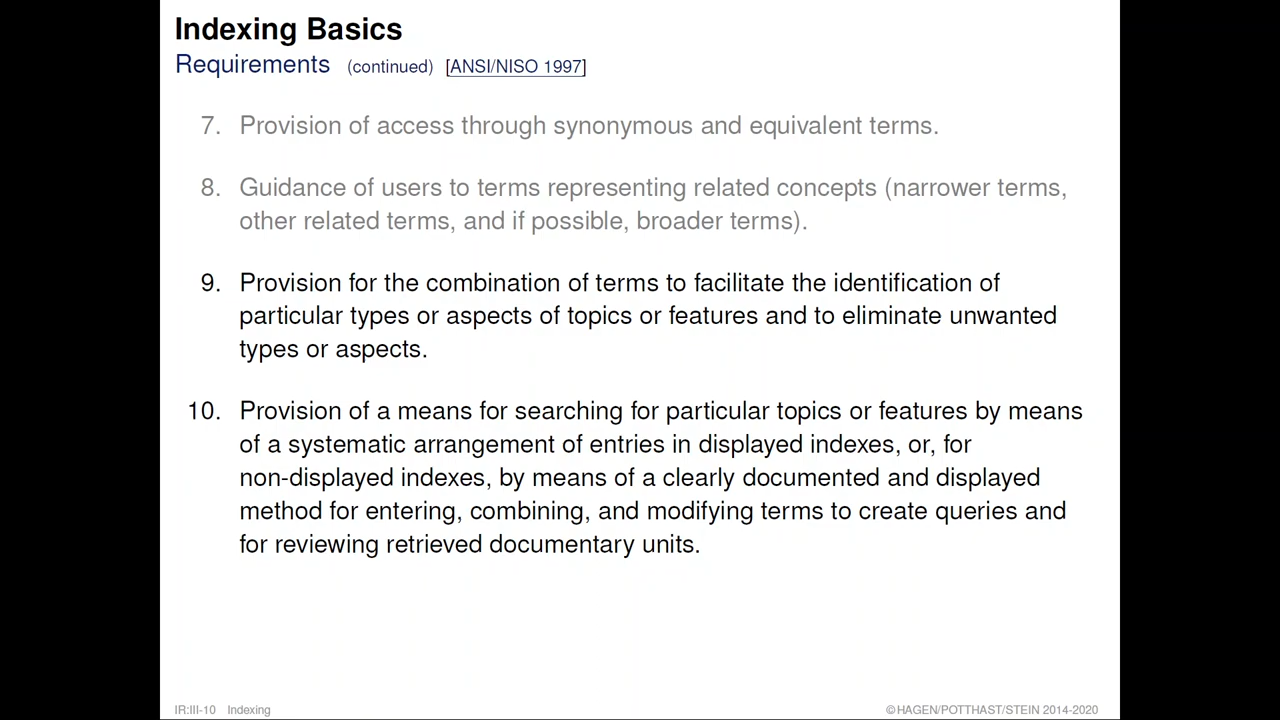 Indexing Basics
Requirements (continued) [ANSI/NISO 1997]
7. Provision of access through synonymous and equivalent terms.
8. Guidance of users to terms representing related concepts (narrower terms,
other related terms, and if possible, broader terms).
9. Provision for the combination of terms to facilitate the identification of
particular types or aspects of topics or features and to eliminate unwanted
types or aspects.
10. Provision of a means for searching for particular topics or features by means
of a systematic arrangement of entries in displayed indexes, or, for
non-displayed indexes, by means of a clearly documented and displayed
method for entering, combining, and modifying terms to create queries and
for reviewing retrieved documentary units.
IR:III-10 Indexing ©HAGEN/POTTHAST/STEIN 2014-2020